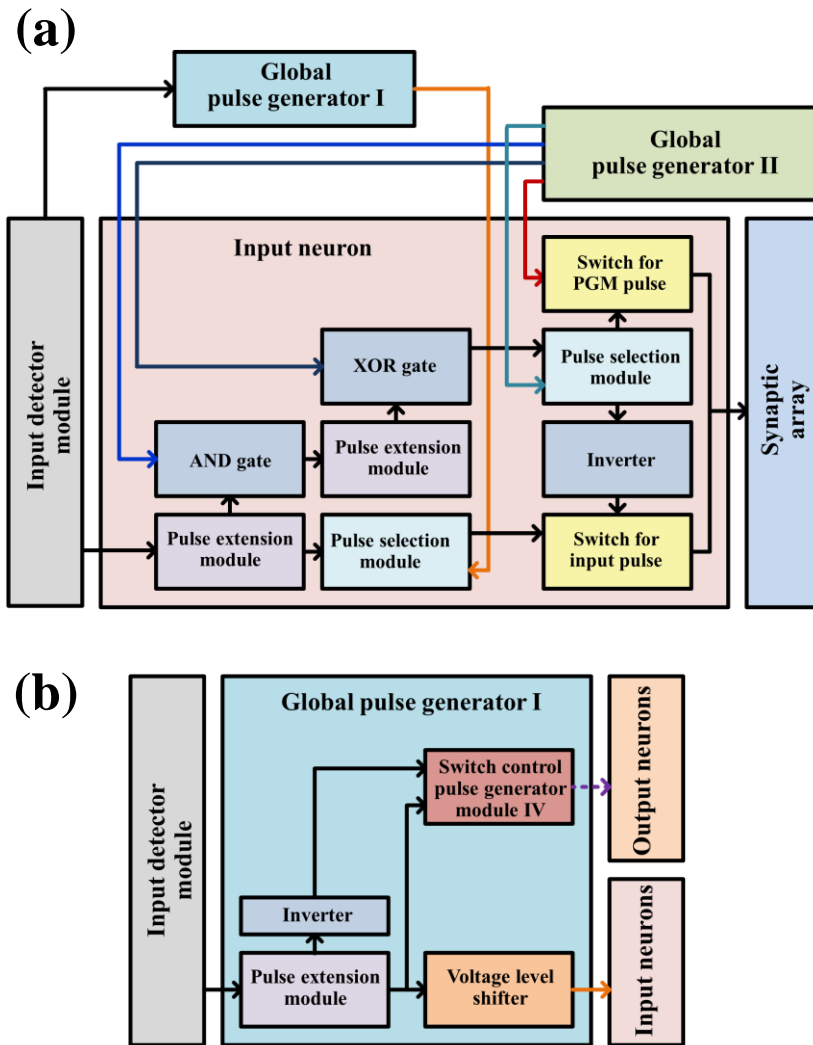 (a)
Global
pulse generator I
Global
pulse generator II
Input detector
module
Input neuron
Switch for
PGM pulse
XOR gate
Pulse selection
module
Synaptic
array
AND gate
Pulse extension
module
Inverter
Pulse extension
module
Pulse selection
module
Switch for
input pulse
(b)
Input detector
module
Global pulse generator I
Switch control
pulse generator
module IV
Output neurons
Inverter
Pulse extension
module
Voltage level
shifter
Input neurons